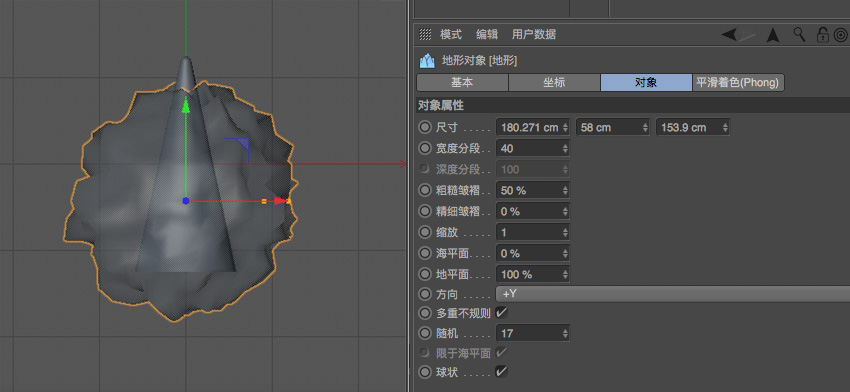 模式 编辑 用户数据
地形对象 [地形]
基本 坐标 对象 平滑着色(Phong)
对象属性
尺寸 ..... 180.271 cm 58 cm 153.9 cm
宽度分段.. 40
深度分段.. 100
粗糙皱褶.. 50 %
精细皱褶.. 0 %
缩放 ..... 1
海平面.... 0 %
地平面.... 100 %
方向 ..... +Y
多重不规则
随机 ..... 17
限于海平面
球状 .....